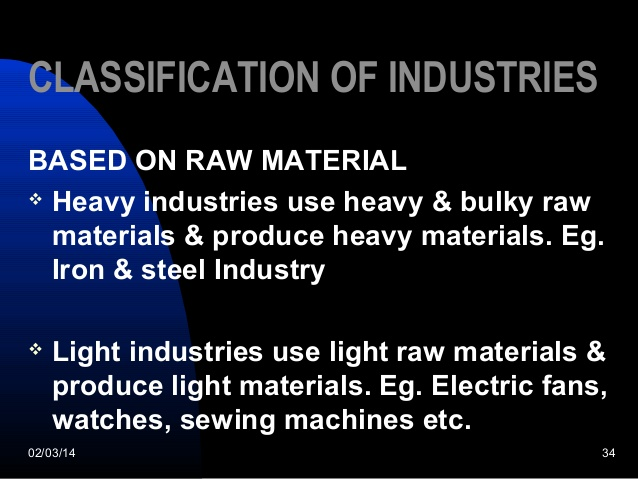 CLASSIFICATION OF INDUSTRIES
BASED ON RAW MATERIAL
❖ Heavy industries use heavy & bulky raw
materials & produce heavy materials. Eg.
Iron & steel Industry
❖ Light industries use light raw materials &
produce light materials. Eg. Electric fans,
watches, sewing machines etc.
02/03/14 34